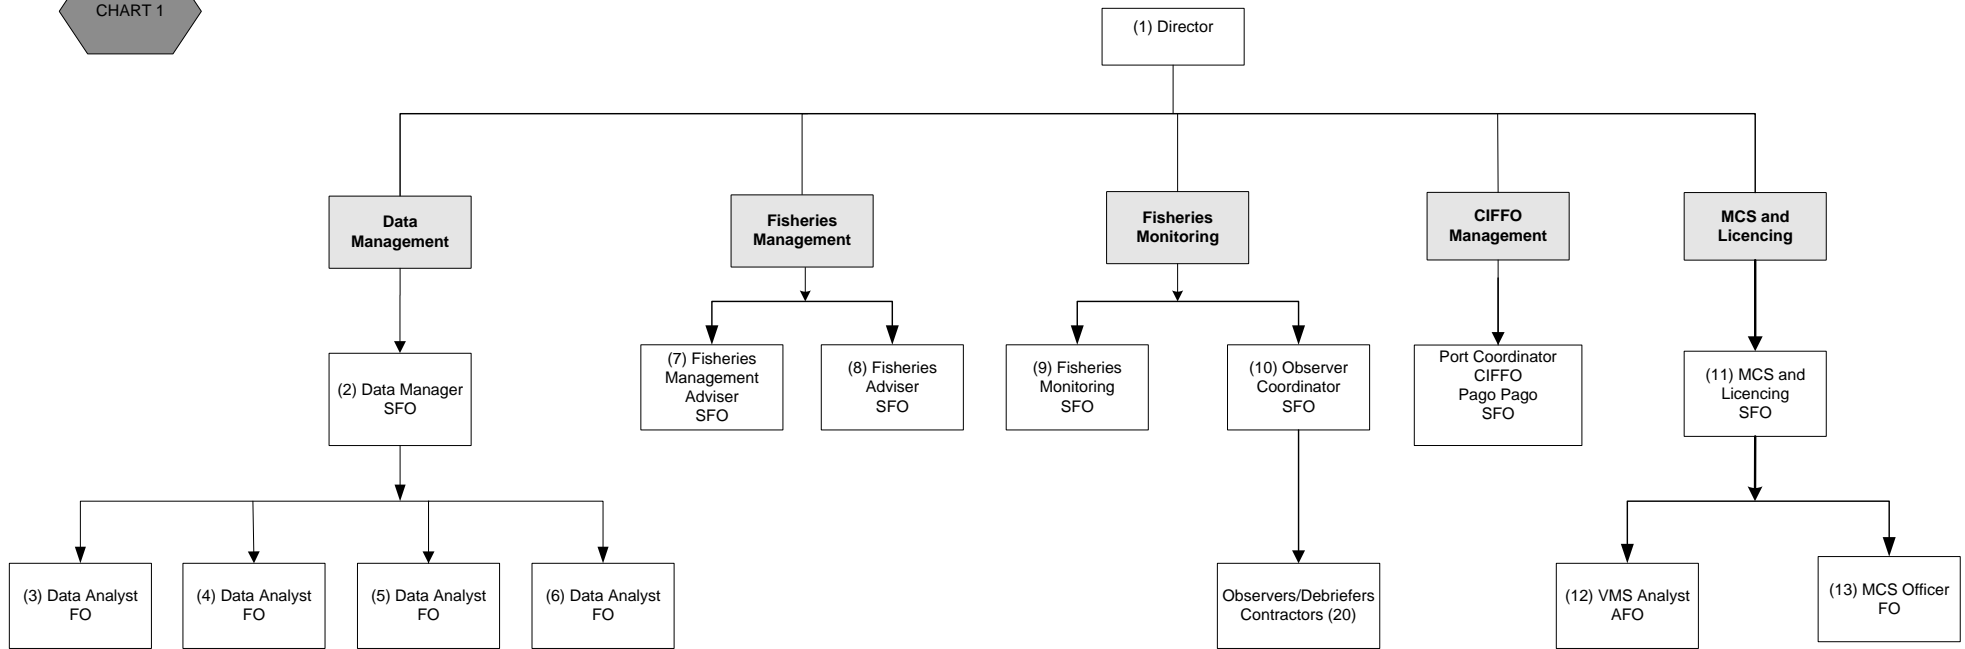 CHART 1
(1) Director
Data
Management
Fisheries
Management
Fisheries
Monitoring
CIFFO
Management
MCS and
Licencing
(2) Data Manager
SFO
(7) Fisheries
Management
Adviser
SFO
(8) Fisheries
Adviser
SFO
(9) Fisheries
Monitoring
SFO
(10) Observer
Coordinator
SFO
Port Coordinator
CIFFO
Pago Pago
SFO
(11) MCS and
Licencing
SFO
(3) Data Analyst
FO
(4) Data Analyst
FO
(5) Data Analyst
FO
(6) Data Analyst
FO
Observers/Debriefers
Contractors (20)
(12) VMS Analyst
AFO
(13) MCS Officer
FO